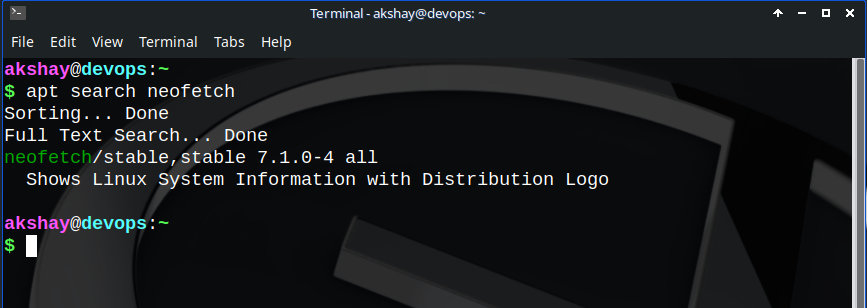 Terminal - akshay@devops: ~
File Edit View Terminal Tabs Help
akshay@devops:~
$ apt search neofetch
Sorting... Done
Full Text Search... Done
neofetch/stable,stable 7.1.0-4 all
  Shows Linux System Information with Distribution Logo
akshay@devops:~
$